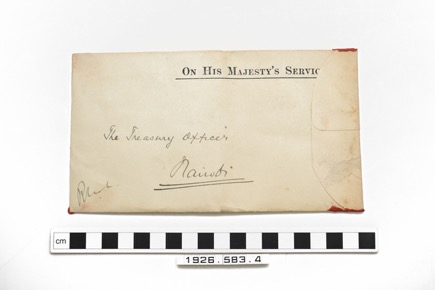 On His Majesty's Servic
The Treasury Officer
Nairobi
cm
1926.583.4